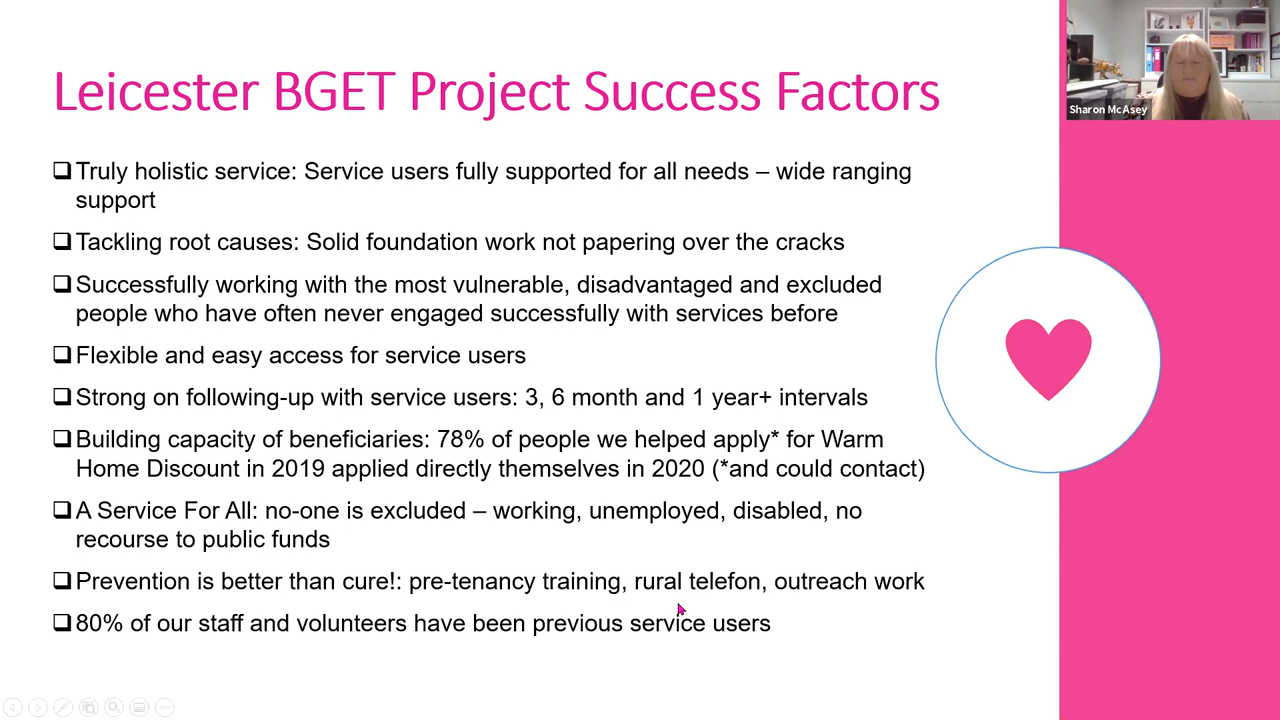 Leicester BGET Project Success Factors
Sharon McAsey
Truly holistic service: Service users fully supported for all needs – wide ranging
support
Tackling root causes: Solid foundation work not papering over the cracks
Successfully working with the most vulnerable, disadvantaged and excluded
people who have often never engaged successfully with services before
Flexible and easy access for service users
Strong on following-up with service users: 3, 6 month and 1 year+ intervals
Building capacity of beneficiaries: 78% of people we helped apply* for Warm
Home Discount in 2019 applied directly themselves in 2020 (*and could contact)
A Service For All: no-one is excluded – working, unemployed, disabled, no
recourse to public funds
Prevention is better than cure!: pre-tenancy training, rural telefon, outreach work
80% of our staff and volunteers have been previous service users